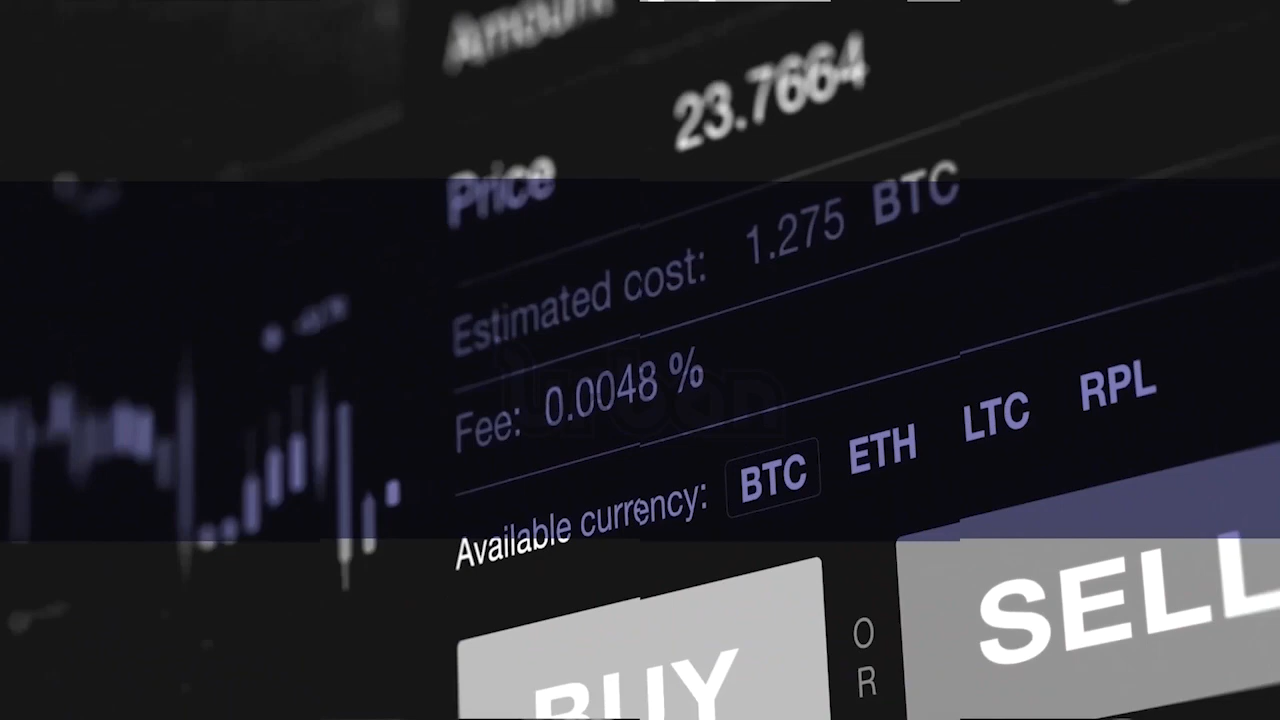 Amount
23.7664
Price
Estimated cost: 1.275 BTC
Fee: 0.0048 %
Available currency: BTC ETH LTC RPL
BUY
OR
SELL